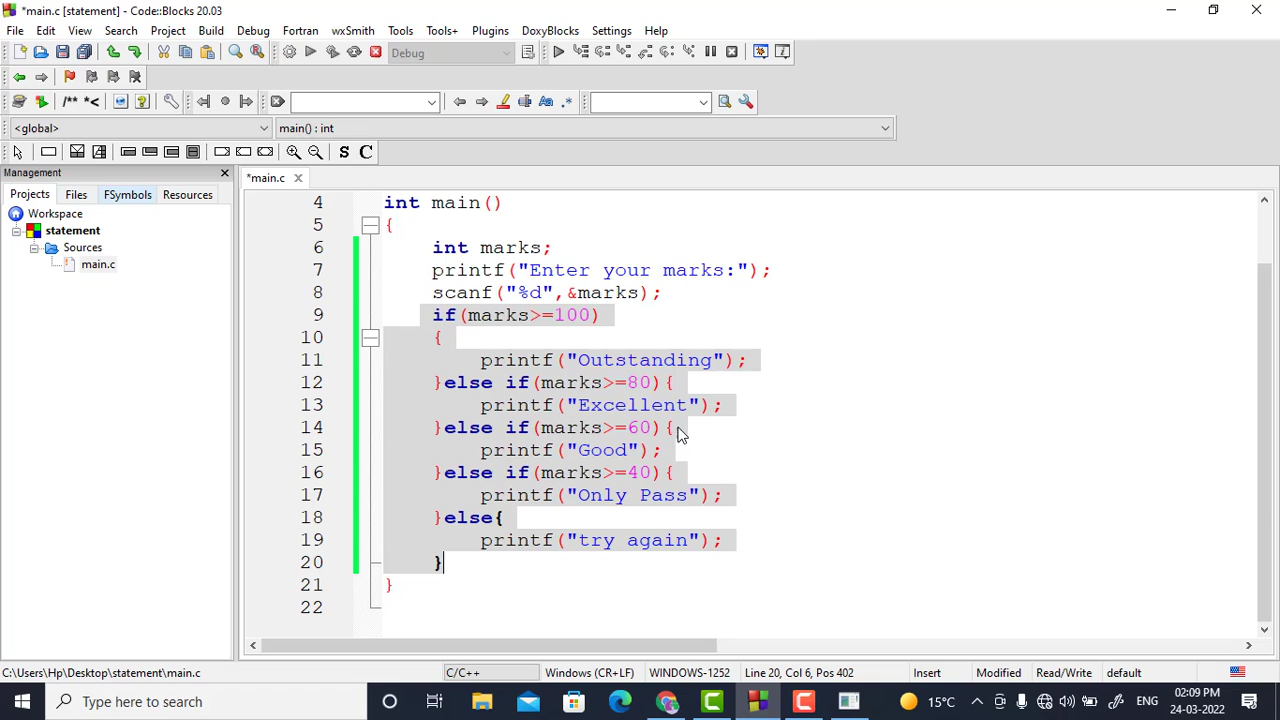 *main.c [statement] - Code::Blocks 20.03
File Edit View Search Project Build Debug Fortran wxSmith Tools Tools+ Plugins DoxyBlocks Settings Help
Debug
/** *<
<global> main() : int
S C
Management
Projects Files FSymbols Resources
*main.c
Workspace
statement
Sources
main.c
4 int main()
5 {
6 int marks;
7 printf("Enter your marks:");
8 scanf("%d",&marks);
9 if(marks>=100)
10 {
11 printf("Outstanding");
12 }else if(marks>=80){
13 printf("Excellent");
14 }else if(marks>=60){
15 printf("Good");
16 }else if(marks>=40){
17 printf("Only Pass");
18 }else{
19 printf("try again");
20 }
21 }
22
C:\Users\Hp\Desktop\statement\main.c C/C++ Windows (CR+LF) WINDOWS-1252 Line 20, Col 6, Pos 402 Insert Modified Read/Write default
Type here to search 15°C ENG 02:09 PM
24-03-2022